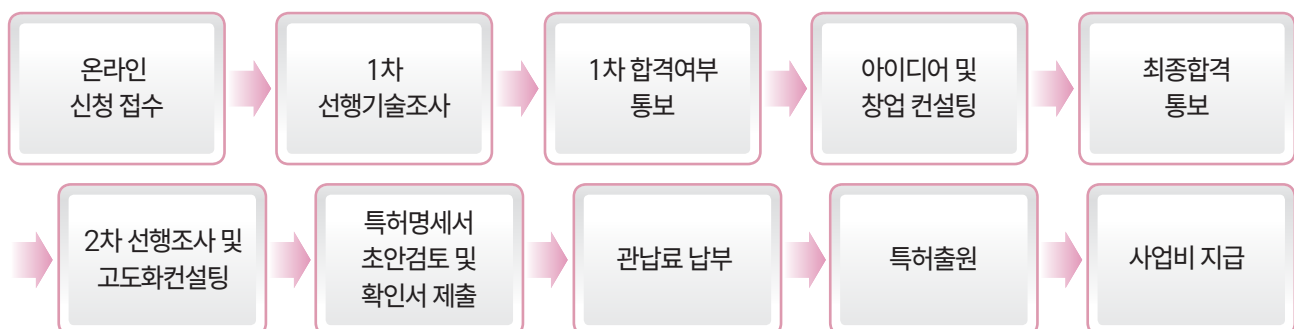 온라인
신청 접수
1차
선행기술조사
1차 합격여부
통보
아이디어 및
창업 컨설팅
최종합격
통보
2차 선행조사 및
고도화컨설팅
특허명세서
초안검토 및
확인서 제출
관납료 납부
특허출원
사업비 지급